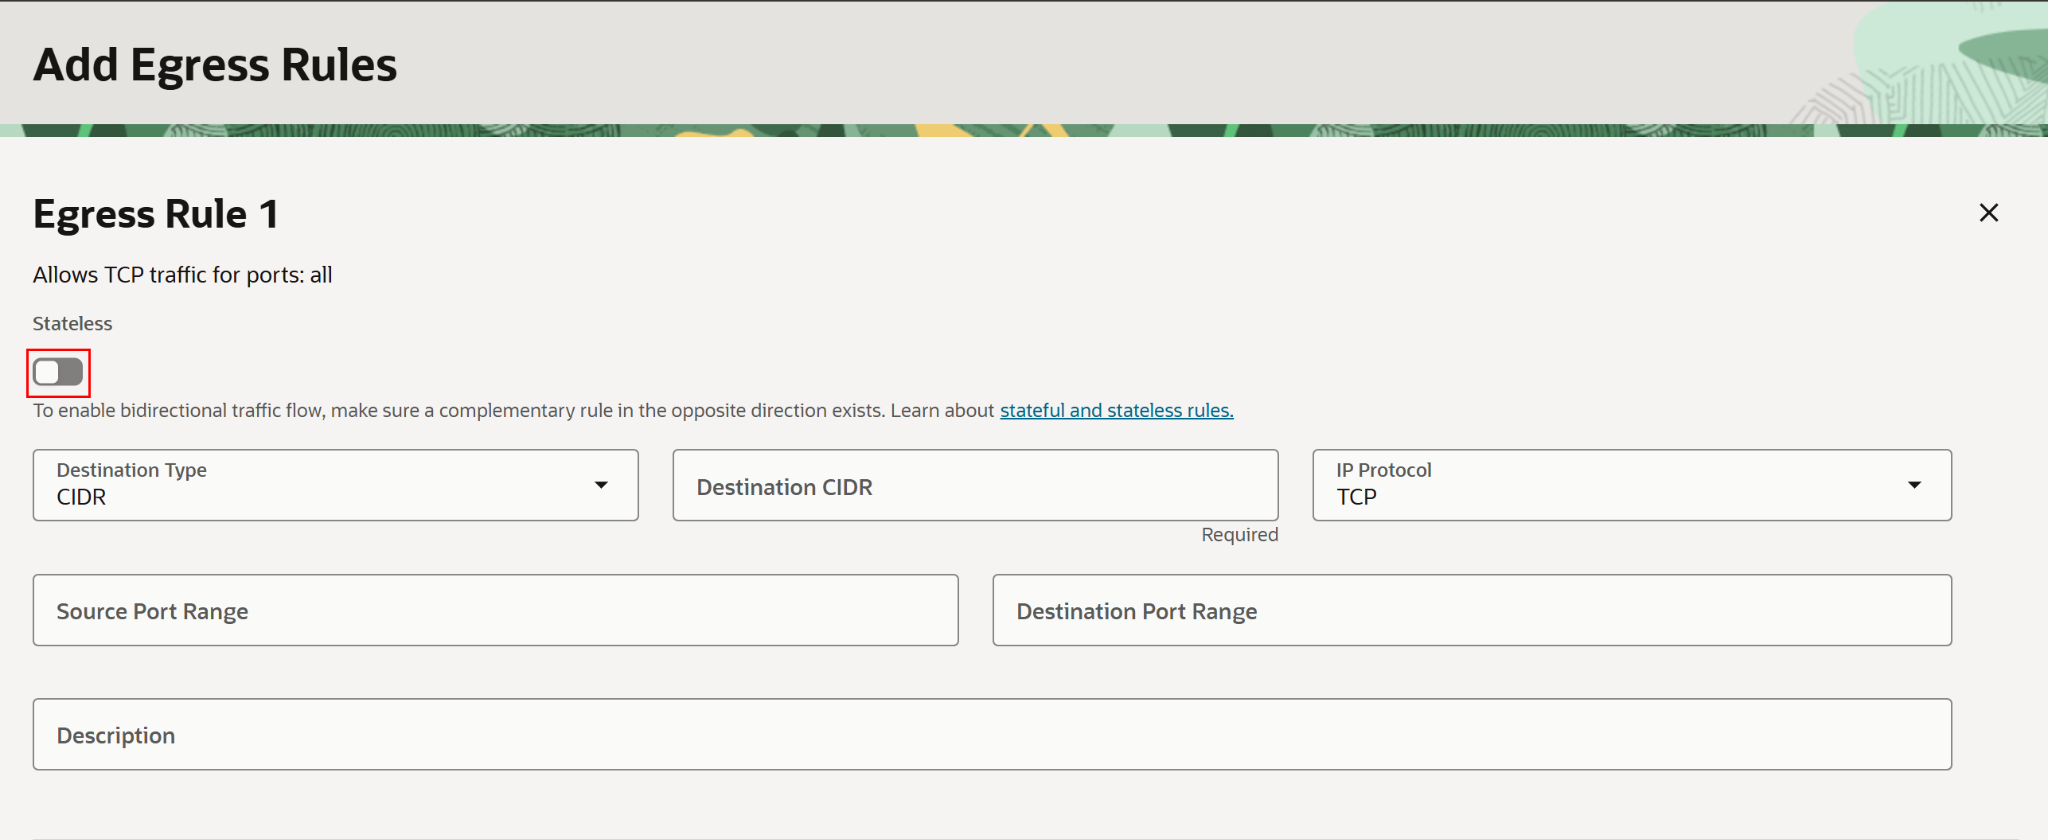 Add Egress Rules
Egress Rule 1
Allows TCP traffic for ports: all
Stateless
To enable bidirectional traffic flow, make sure a complementary rule in the opposite direction exists. Learn about stateful and stateless rules.
Destination Type
CIDR
Destination CIDR
Required
IP Protocol
TCP
Source Port Range
Destination Port Range
Description